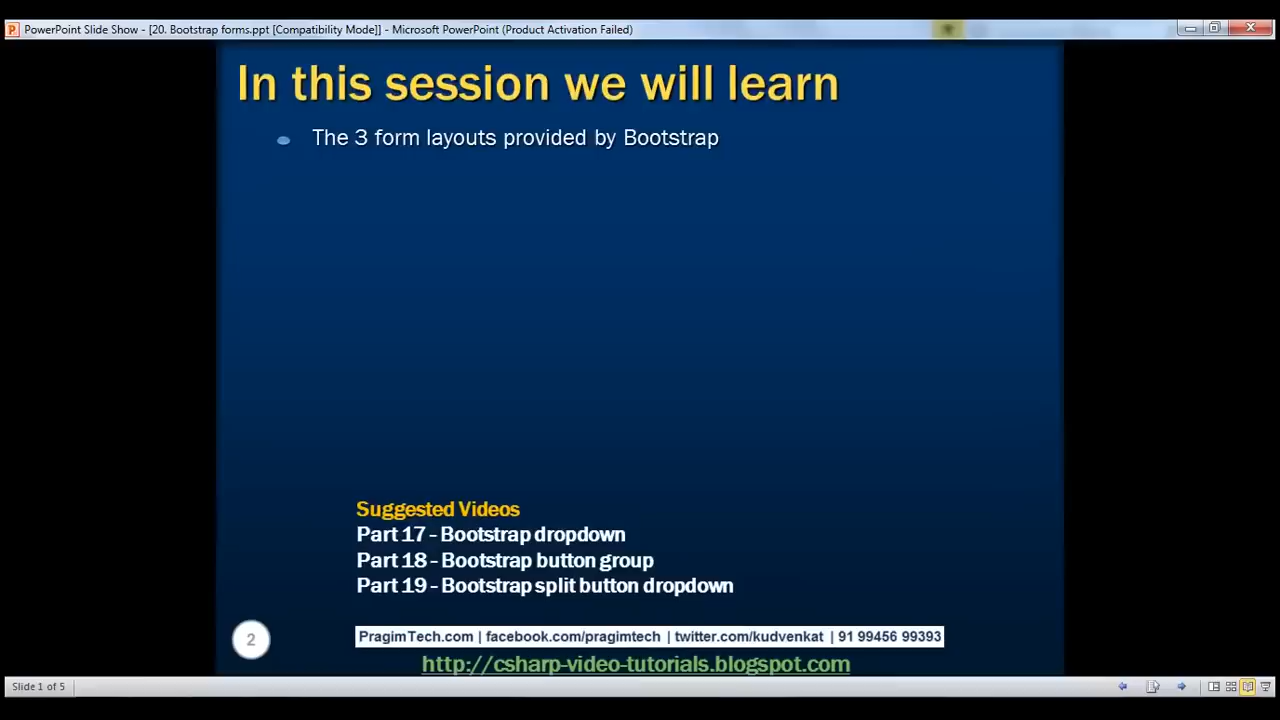 PowerPoint Slide Show - [20. Bootstrap forms.ppt [Compatibility Mode]] - Microsoft PowerPoint (Product Activation Failed)
In this session we will learn
The 3 form layouts provided by Bootstrap
Suggested Videos
Part 17 - Bootstrap dropdown
Part 18 - Bootstrap button group
Part 19 - Bootstrap split button dropdown
2
PragimTech.com | facebook.com/pragimtech | twitter.com/kudvenkat | 91 99456 99393
http://csharp-video-tutorials.blogspot.com
Slide 1 of 5